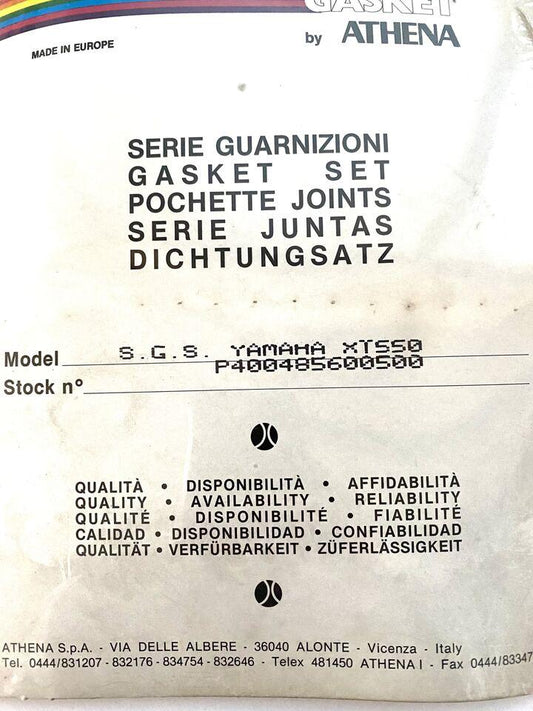 GASKET
by ATHENA
MADE IN EUROPE
SERIE GUARNIZIONI
GASKET SET
POCHETTE JOINTS
SERIE JUNTAS
DICHTUNGSATZ
Model S.G.S. YAMAHA XT550
P400485600500
Stock nº
QUALITÀ • DISPONIBILITÀ • AFFIDABILITÀ
QUALITY • AVAILABILITY • RELIABILITY
QUALITÉ • DISPONIBILITÉ • FIABILITÉ
CALIDAD • DISPONIBILIDAD • CONFIABILIDAD
QUALITÄT • VERFÜRBARKEIT • ZÜFERLÄSSIGKEIT
ATHENA S.p.A. - VIA DELLE ALBERE - 36040 ALONTE - Vicenza - Italy
Tel. 0444/831207 - 832176 - 834754 - 832646 - Telex 481450 ATHENA I - Fax 0444/83347